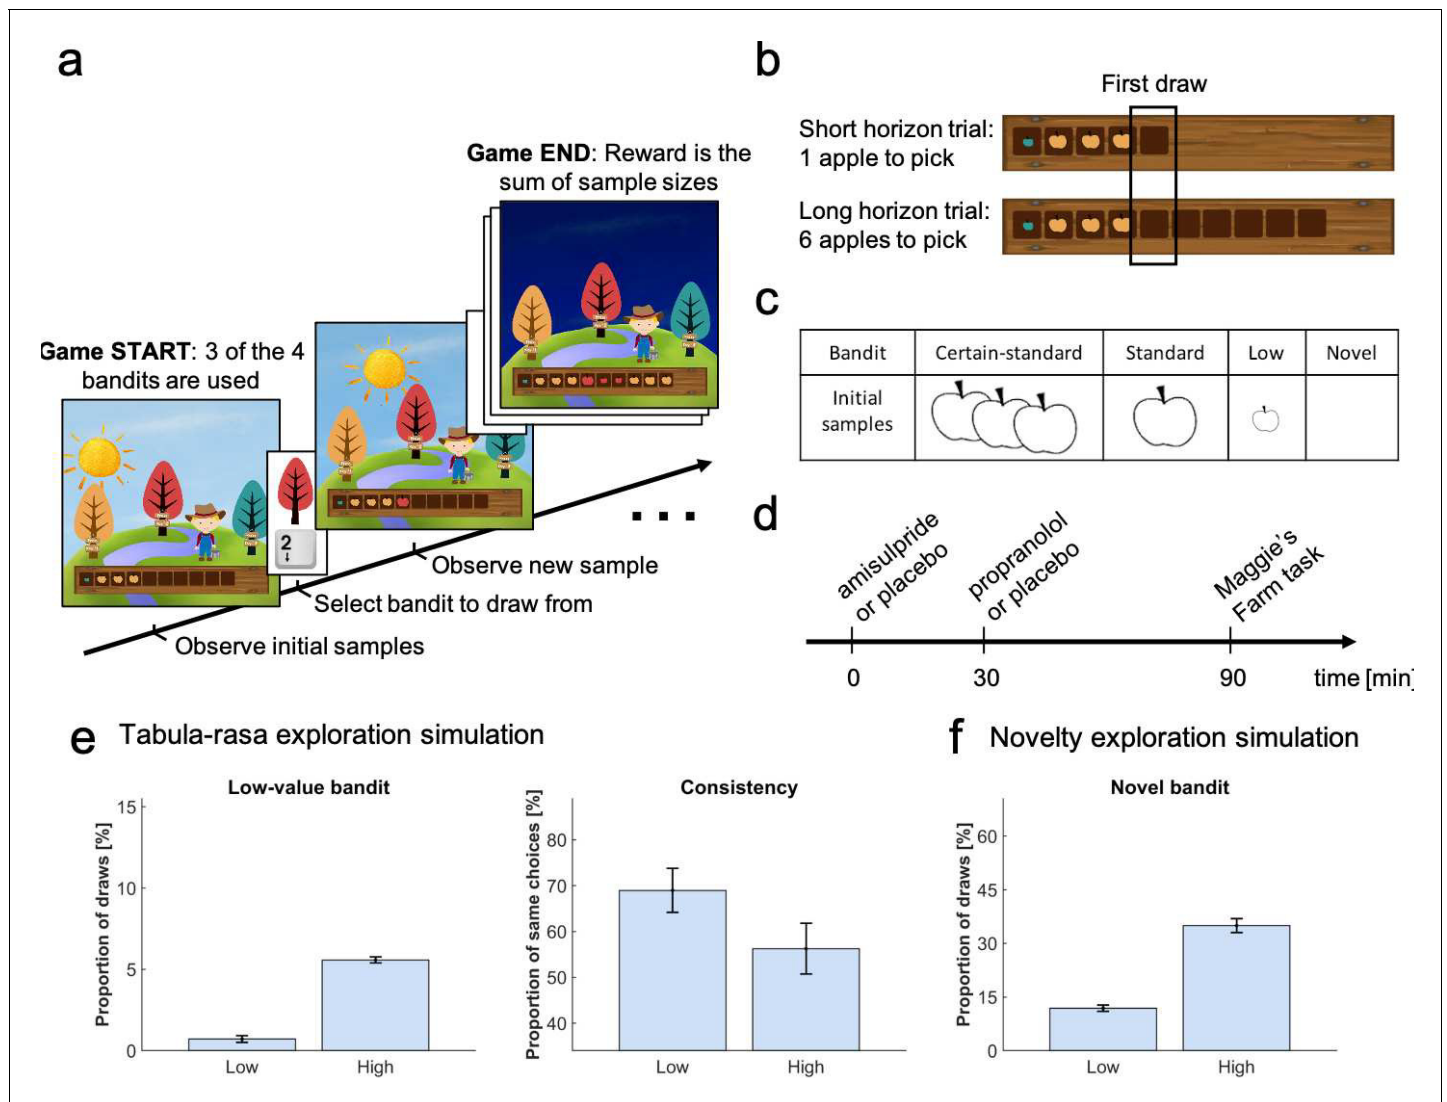 a
Game END: Reward is the
sum of sample sizes
Game START: 3 of the 4
bandits are used
2
Observe new sample
Select bandit to draw from
Observe initial samples
...
b
First draw
Short horizon trial:
1 apple to pick
Long horizon trial:
6 apples to pick
c
Bandit Certain-standard Standard Low Novel
Initial
samples
d
amisulpride
or placebo
propranolol
or placebo
Maggie's
Farm task
0 30 90 time [min]
e Tabula-rasa exploration simulation
Low-value bandit
Proportion of draws [%]
15
10
5
0
Low High
Consistency
Proportion of same choices [%]
80
70
60
50
40
Low High
f Novelty exploration simulation
Novel bandit
Proportion of draws [%]
60
45
30
15
0
Low High